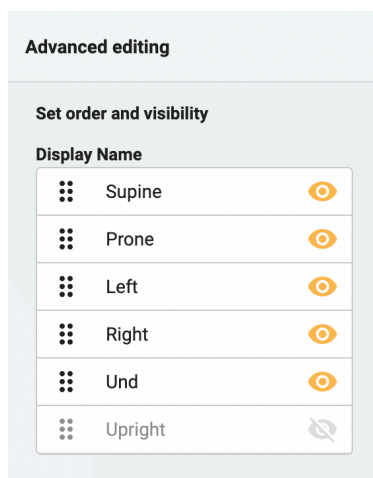 Advanced editing
Set order and visibility
Display Name
Supine
Prone
Left
Right
Und
Upright